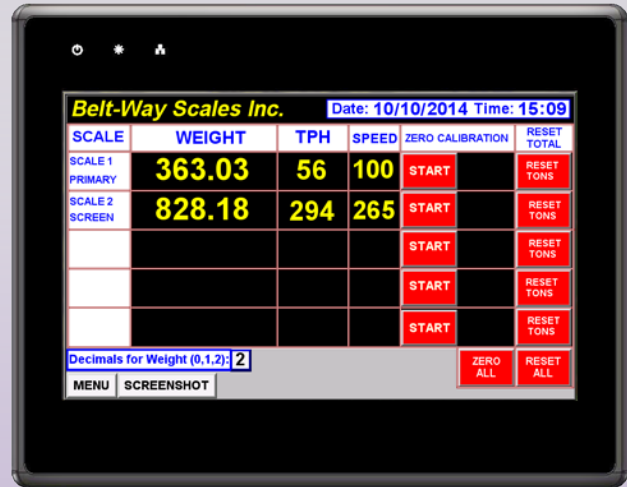 Belt-Way Scales Inc. Date: 10/10/2014 Time: 15:09
SCALE WEIGHT TPH SPEED ZERO CALIBRATION RESET TOTAL
SCALE 1 PRIMARY 363.03 56 100 START RESET TONS
SCALE 2 SCREEN 828.18 294 265 START RESET TONS
START RESET TONS
START RESET TONS
START RESET TONS
Decimals for Weight (0,1,2): 2 ZERO ALL RESET ALL
MENU SCREENSHOT